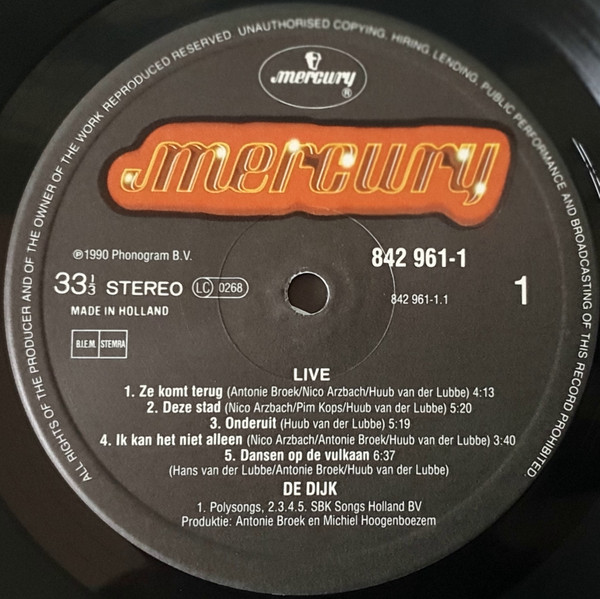 ALL RIGHTS OF THE PRODUCER AND OF THE OWNER OF THE WORK REPRODUCED RESERVED. UNAUTHORISED COPYING, HIRING, LENDING, PUBLIC PERFORMANCE AND BROADCASTING OF THIS RECORD PROHIBITED.
mercury
®
mercury
℗1990 Phonogram B.V.
842 961-1
33 1/3 STEREO LC 0268
842 961-1.1
1
MADE IN HOLLAND
B.I.E.M. STEMRA
LIVE
1. Ze komt terug (Antonie Broek/Nico Arzbach/Huub van der Lubbe) 4:13
2. Deze stad (Nico Arzbach/Pim Kops/Huub van der Lubbe) 5:20
3. Onderuit (Huub van der Lubbe) 5:19
4. Ik kan het niet alleen (Nico Arzbach/Antonie Broek/Huub van der Lubbe) 3:40
5. Dansen op de vulkaan 6:37
(Hans van der Lubbe/Antonie Broek/Huub van der Lubbe)
DE DIJK
1. Polysongs, 2.3.4.5. SBK Songs Holland BV
Produktie: Antonie Broek en Michiel Hoogenboezem